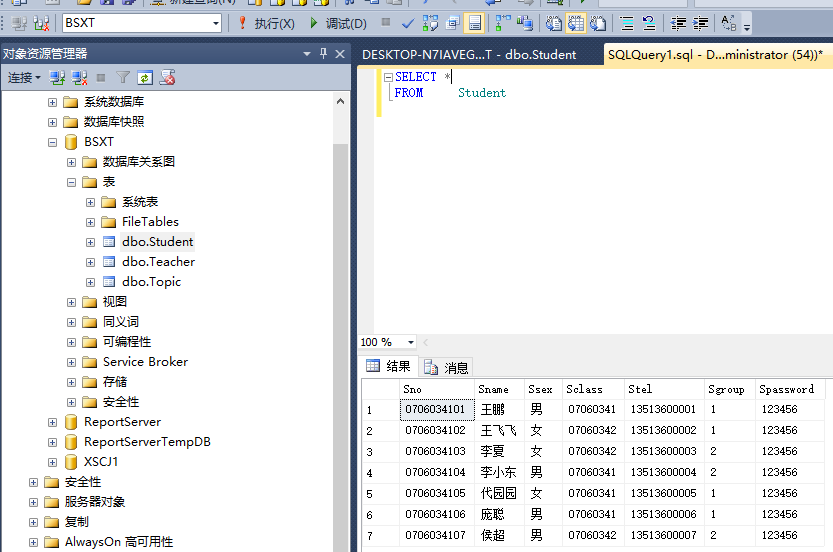 新建查询(N)
BSXT 执行(X) 调试(D)
对象资源管理器
连接
系统数据库
数据库快照
BSXT
数据库关系图
表
系统表
FileTables
dbo.Student
dbo.Teacher
dbo.Topic
视图
同义词
可编程性
Service Broker
存储
安全性
ReportServer
ReportServerTempDB
XSCJ1
安全性
服务器对象
复制
AlwaysOn 高可用性
DESKTOP-N7IAVEG...T - dbo.Student SQLQuery1.sql - D...ministrator (54))*
SELECT *
FROM Student
100 %
结果 消息
Sno Sname Ssex Sclass Stel Sgroup Spassword
1 0706034101 王鹏 男 07060341 13513600001 1 123456
2 0706034102 王飞飞 女 07060342 13513600002 1 123456
3 0706034103 李夏 女 07060342 13513600003 2 123456
4 0706034104 李小东 男 07060341 13513600004 2 123456
5 0706034105 代园园 女 07060341 13513600005 1 123456
6 0706034106 庞聪 男 07060341 13513600006 1 123456
7 0706034107 侯超 男 07060342 13513600007 2 123456